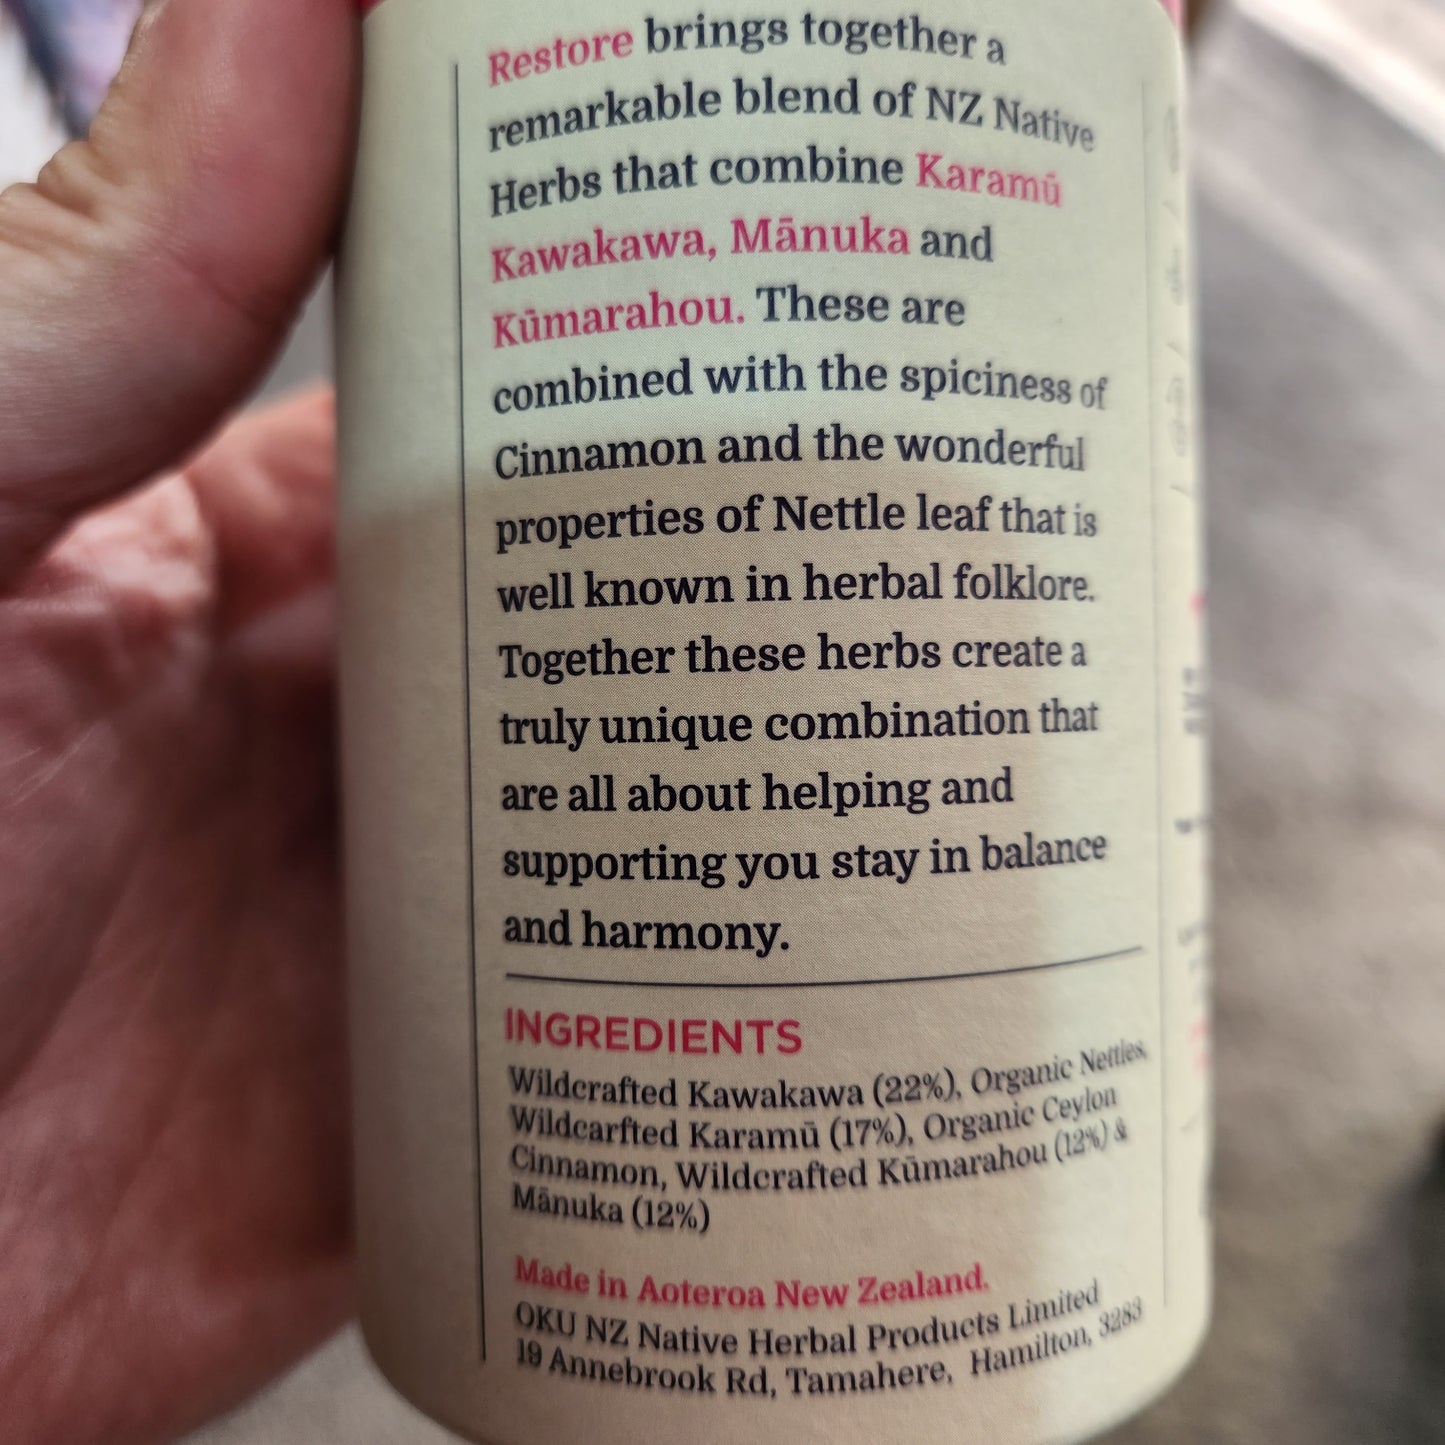 Restore brings together a
remarkable blend of NZ Native
Herbs that combine Karamū
Kawakawa, Mānuka and
Kūmarahou. These are
combined with the spiciness of
Cinnamon and the wonderful
properties of Nettle leaf that is
well known in herbal folklore.
Together these herbs create a
truly unique combination that
are all about helping and
supporting you stay in balance
and harmony.
INGREDIENTS
Wildcrafted Kawakawa (22%), Organic Nettles,
Wildcarfted Karamū (17%), Organic Ceylon
Cinnamon, Wildcrafted Kūmarahou (12%) &
Mānuka (12%)
Made in Aoteroa New Zealand.
OKU NZ Native Herbal Products Limited
19 Annebrook Rd, Tamahere, Hamilton, 3283